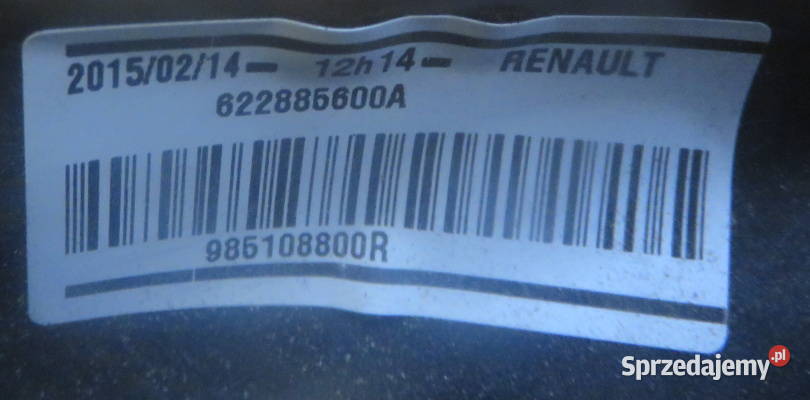 2015/02/14- 12h14- RENAULT
622885600A
985108800R
Sprzedajemy.pl